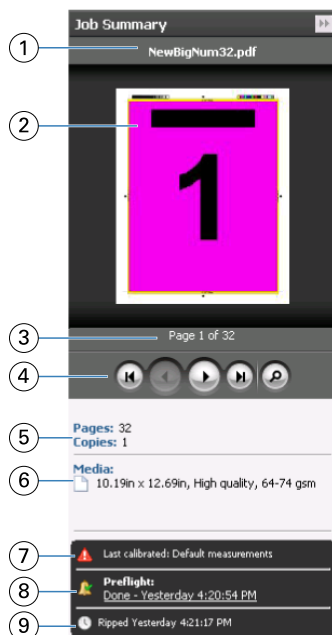 Job Summary
1
NewBigNum32.pdf
2
1
3
Page 1 of 32
4
5
Pages: 32
Copies: 1
6
Media:
10.19in x 12.69in, High quality, 64-74 gsm
7
Last calibrated: Default measurements
8
Preflight:
Done - Yesterday 4:20:54 PM
9
Ripped Yesterday 4:21:17 PM